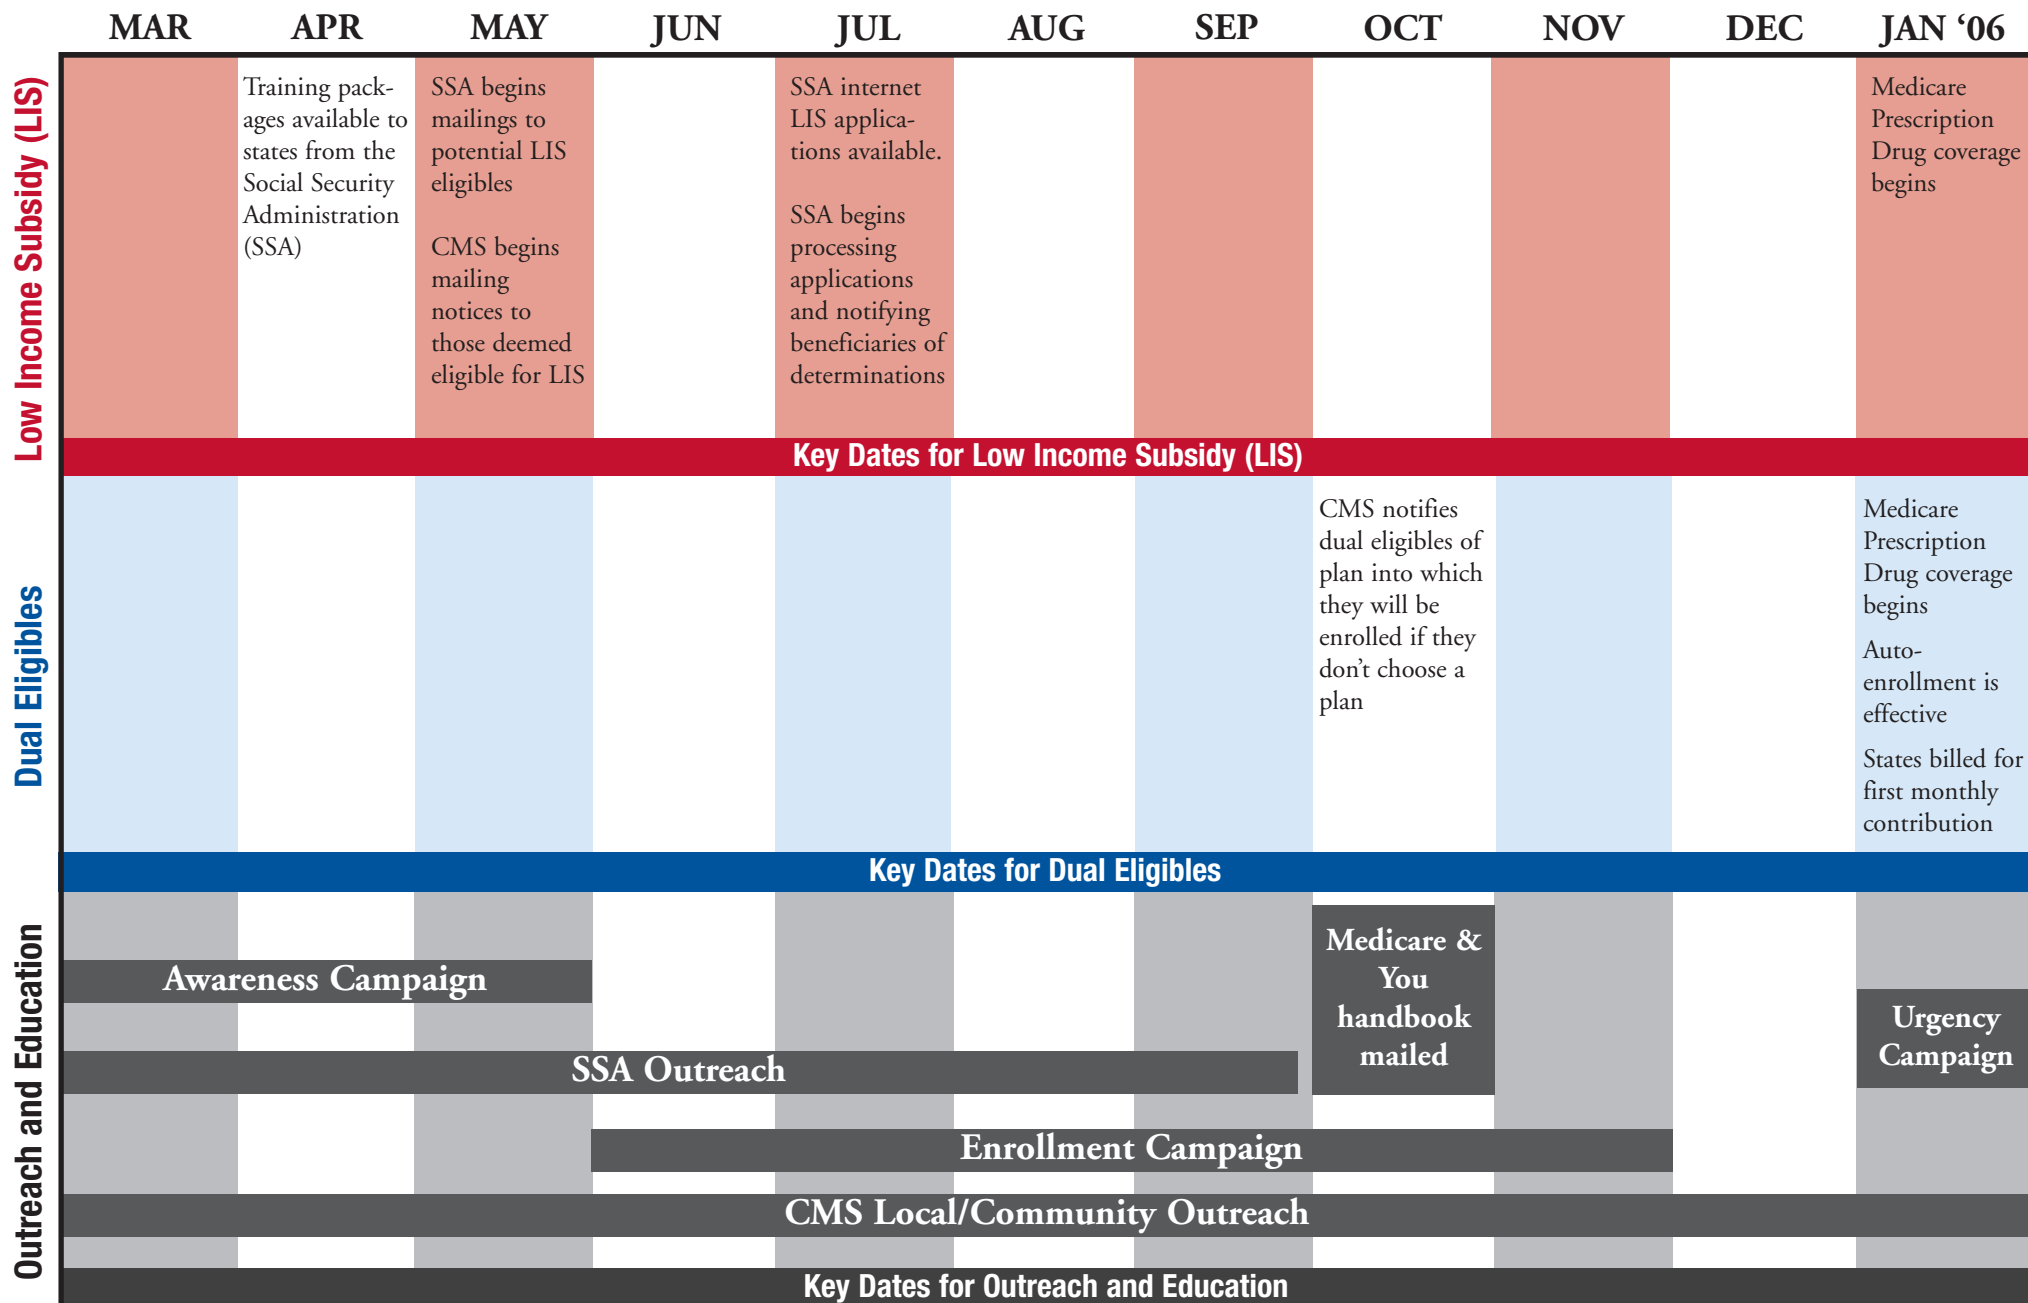 MAR APR MAY JUN JUL AUG SEP OCT NOV DEC JAN ‘06
Low Income Subsidy (LIS)
Training pack-
ages available to
states from the
Social Security
Administration
(SSA)
SSA begins
mailings to
potential LIS
eligibles
CMS begins
mailing
notices to
those deemed
eligible for LIS
SSA internet
LIS applica-
tions available.
SSA begins
processing
applications
and notifying
beneficiaries of
determinations
Medicare
Prescription
Drug coverage
begins
Key Dates for Low Income Subsidy (LIS)
Dual Eligibles
CMS notifies
dual eligibles of
plan into which
they will be
enrolled if they
don’t choose a
plan
Medicare
Prescription
Drug coverage
begins
Auto-
enrollment is
effective
States billed for
first monthly
contribution
Key Dates for Dual Eligibles
Outreach and Education
Awareness Campaign
SSA Outreach
Medicare &
You
handbook
mailed
Urgency
Campaign
Enrollment Campaign
CMS Local/Community Outreach
Key Dates for Outreach and Education